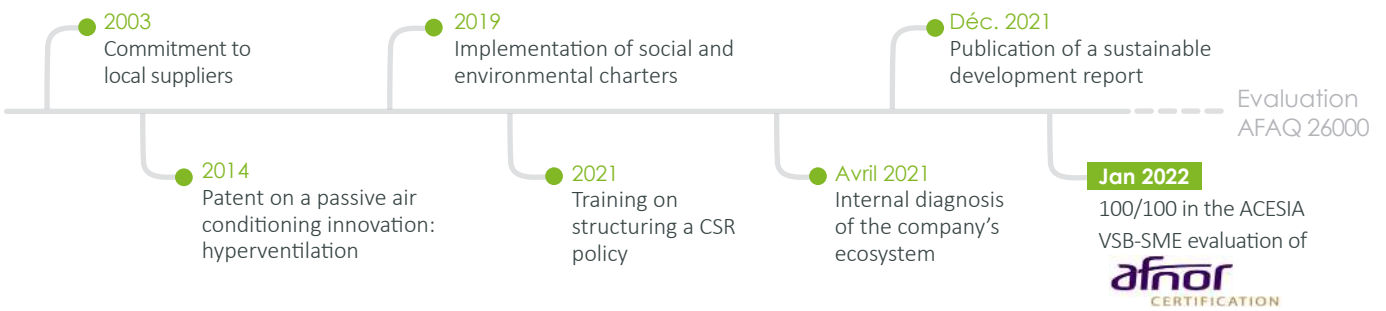 2003
Commitment to
local suppliers
2014
Patent on a passive air
conditioning innovation:
hyperventilation
2019
Implementation of social and
environmental charters
2021
Training on
structuring a CSR
policy
Avril 2021
Internal diagnosis
of the company's
ecosystem
Déc. 2021
Publication of a sustainable
development report
Jan 2022
100/100 in the ACESIA
VSB-SME evaluation of
afnor
CERTIFICATION
Evaluation
AFAQ 26000